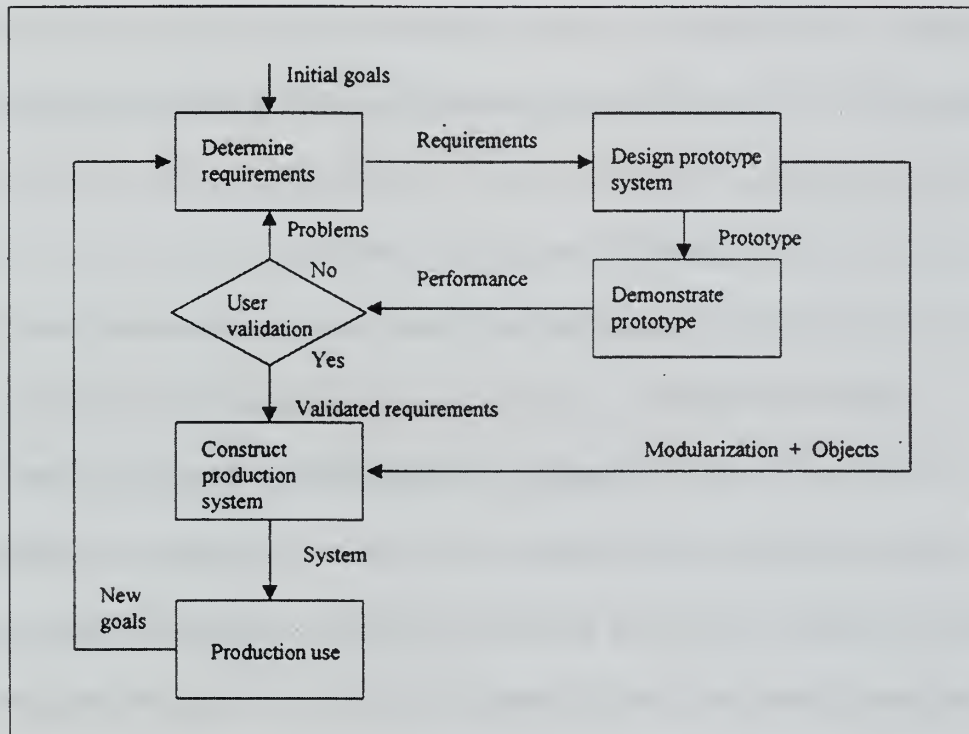 Initial goals
Determine
requirements
Requirements
Design prototype
system
Problems
Prototype
No
Performance
User
validation
Demonstrate
prototype
Yes
Validated requirements
Construct
production
system
Modularization + Objects
System
New
goals
Production use